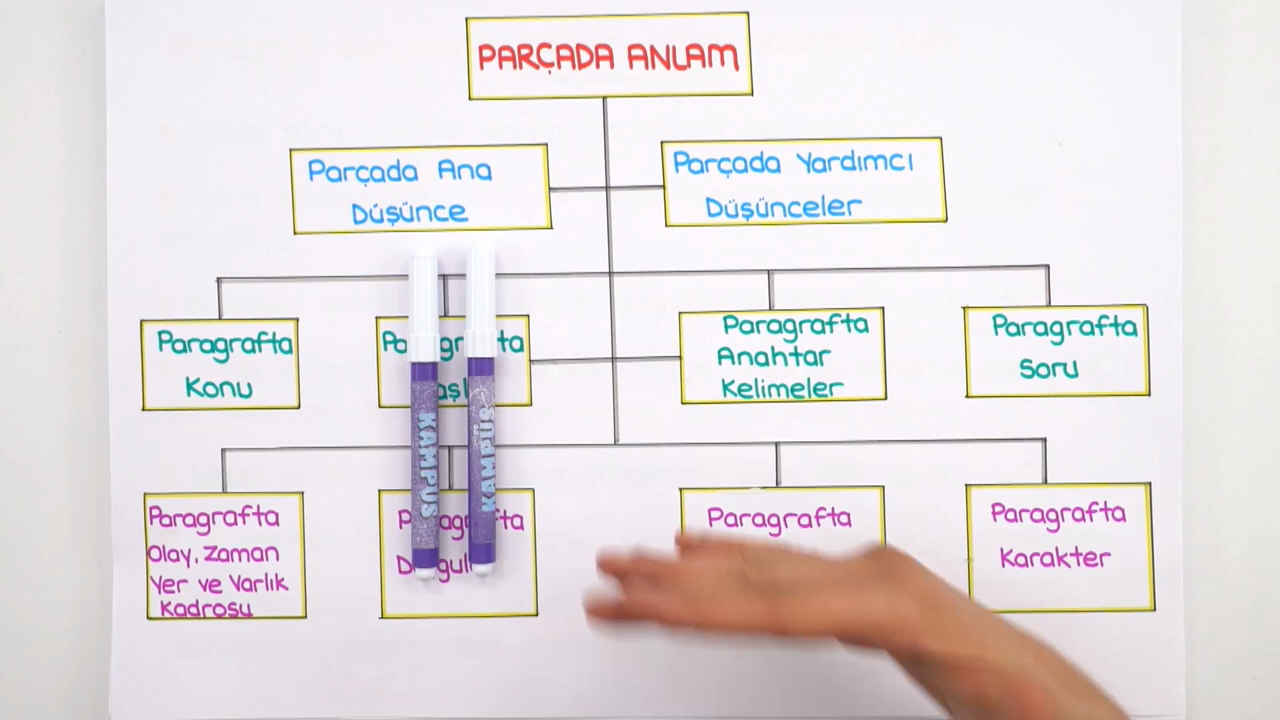 PARÇADA ANLAM
Parçada Ana
Düşünce
Parçada Yardımcı
Düşünceler
Paragrafta
Konu
Paragrafta
Anahtar
Kelimeler
Paragrafta
Soru
Paragrafta
Olay, Zaman
Yer ve Varlık
Kadrosu
Paragrafta
Paragrafta
Karakter
KAMPÜS
KAMPÜS